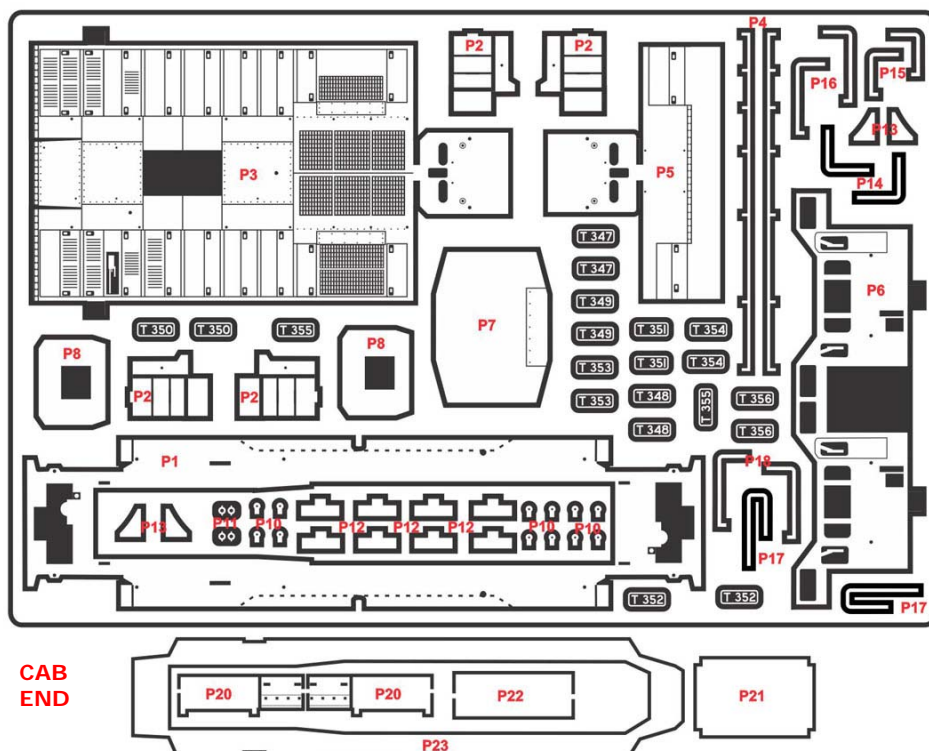 P4
P2
P2
P16
P15
P13
P3
P5
P14
T 347
T 347
P6
T 349
P7
T 350
T 350
T 355
T 349
T 351
T 354
P8
P8
T 353
T 351
T 354
P2
P2
T 353
T 348
T 355
T 356
T 348
T 356
P1
P18
P13
P11
P10
P12
P12
P12
P10
P10
P17
T 352
T 352
P17
CAB
END
P20
P20
P22
P21
P23